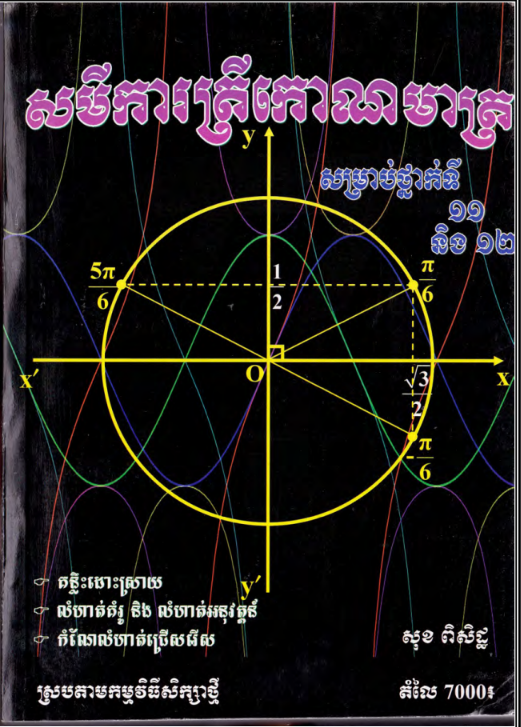 សមីការត្រីកោណមាត្រ
សម្រាប់ថ្នាក់ទី
១១
និង ១២
y
5π/6
1/2
π/6
x′
O
√3/2
x
-π/6
y′
គន្លឹះដោះស្រាយ
លំហាត់គំរូ និង លំហាត់អនុវត្តន៍
កំណែលំហាត់ជ្រើសរើស
សុខ ពិសិដ្ឋ
ស្របតាមកម្មវិធីសិក្សាថ្មី
តំលៃ 7000៛